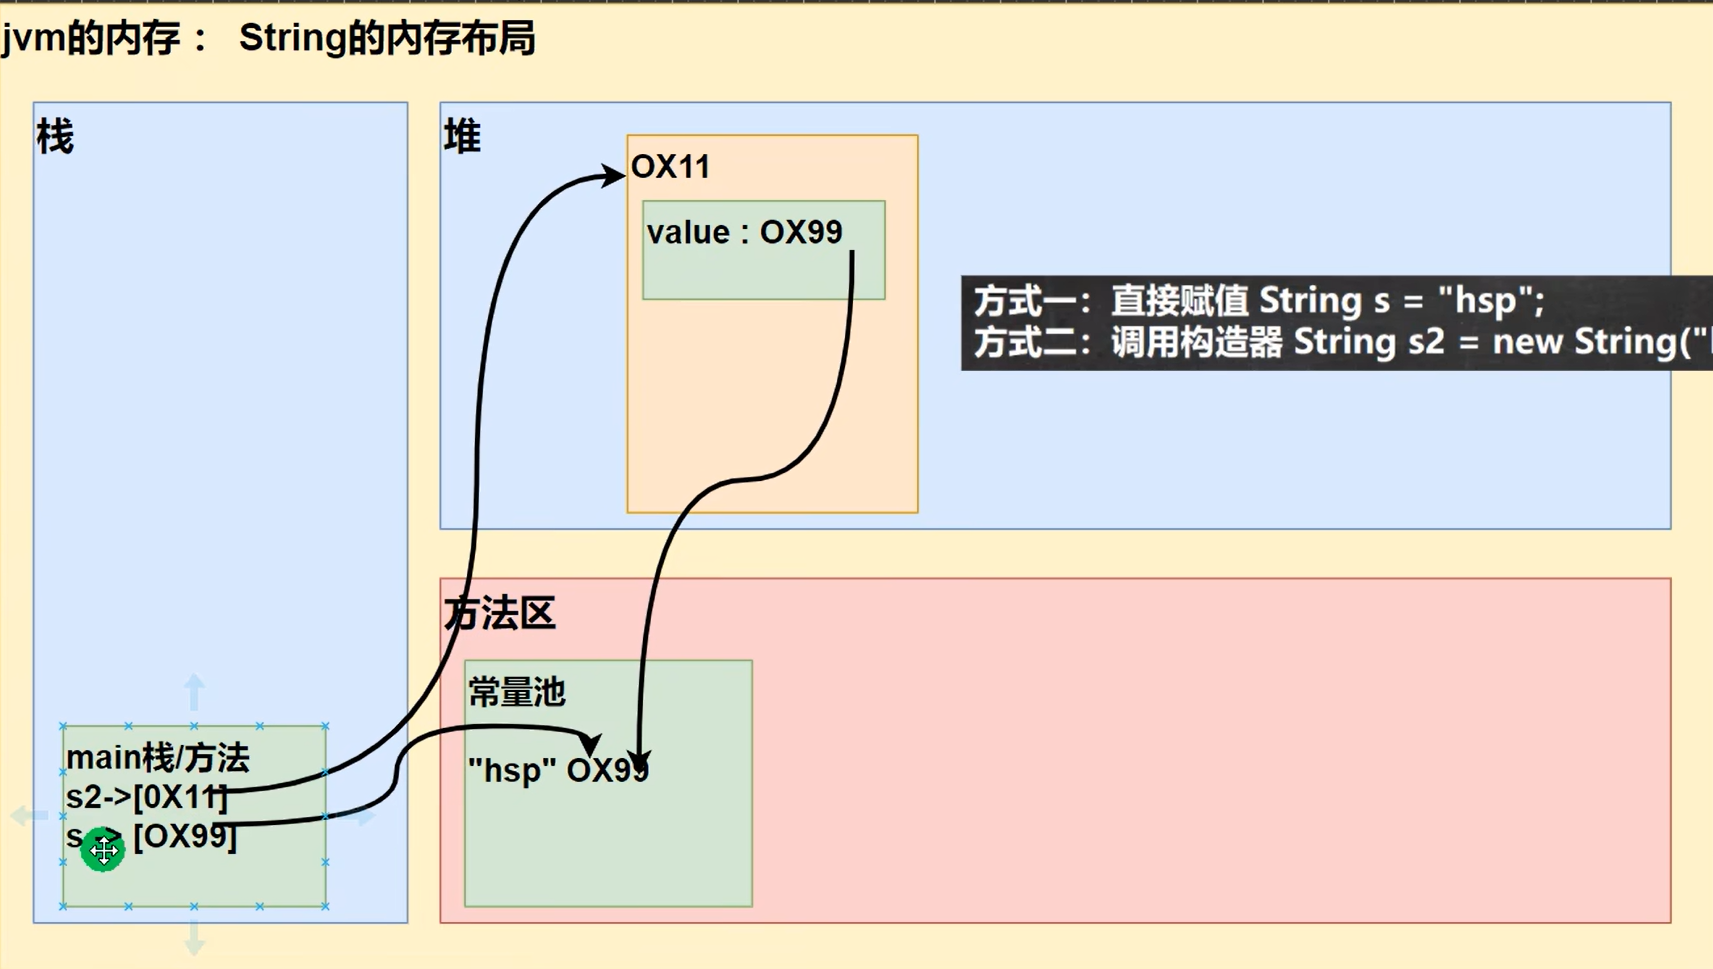 jvm的内存： String的内存布局
栈
堆
OX11
value : OX99
方式一：直接赋值 String s = "hsp";
方式二：调用构造器 String s2 = new String("
方法区
常量池
"hsp" OX99
main栈/方法
s2->[0X11]
s -> [OX99]